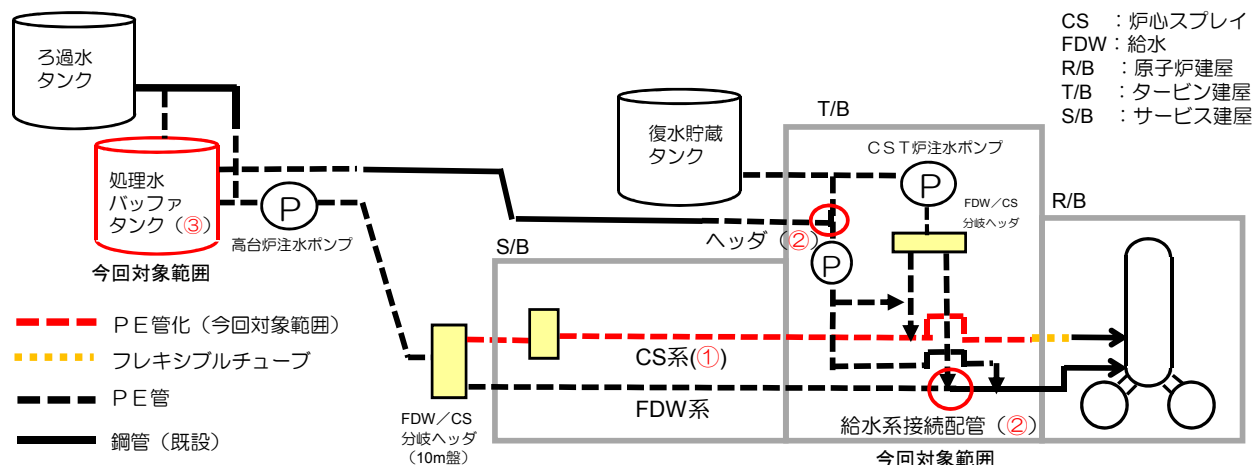 CS ：炉心スプレイ
FDW：給水
R/B ：原子炉建屋
T/B ：タービン建屋
S/B ：サービス建屋
ろ過水
タンク
処理水
バッファ
タンク（③）
今回対象範囲
P
高台炉注水ポンプ
復水貯蔵
タンク
T/B
ＣＳＴ炉注水ポンプ
P
FDW／CS
分岐ヘッダ
R/B
ヘッダ（②）
P
S/B
CS系(①)
FDW系
FDW／CS
分岐ヘッダ
（10m盤）
給水系接続配管（②）
今回対象範囲
ＰＥ管化（今回対象範囲）
フレキシブルチューブ
ＰＥ管
鋼管（既設）